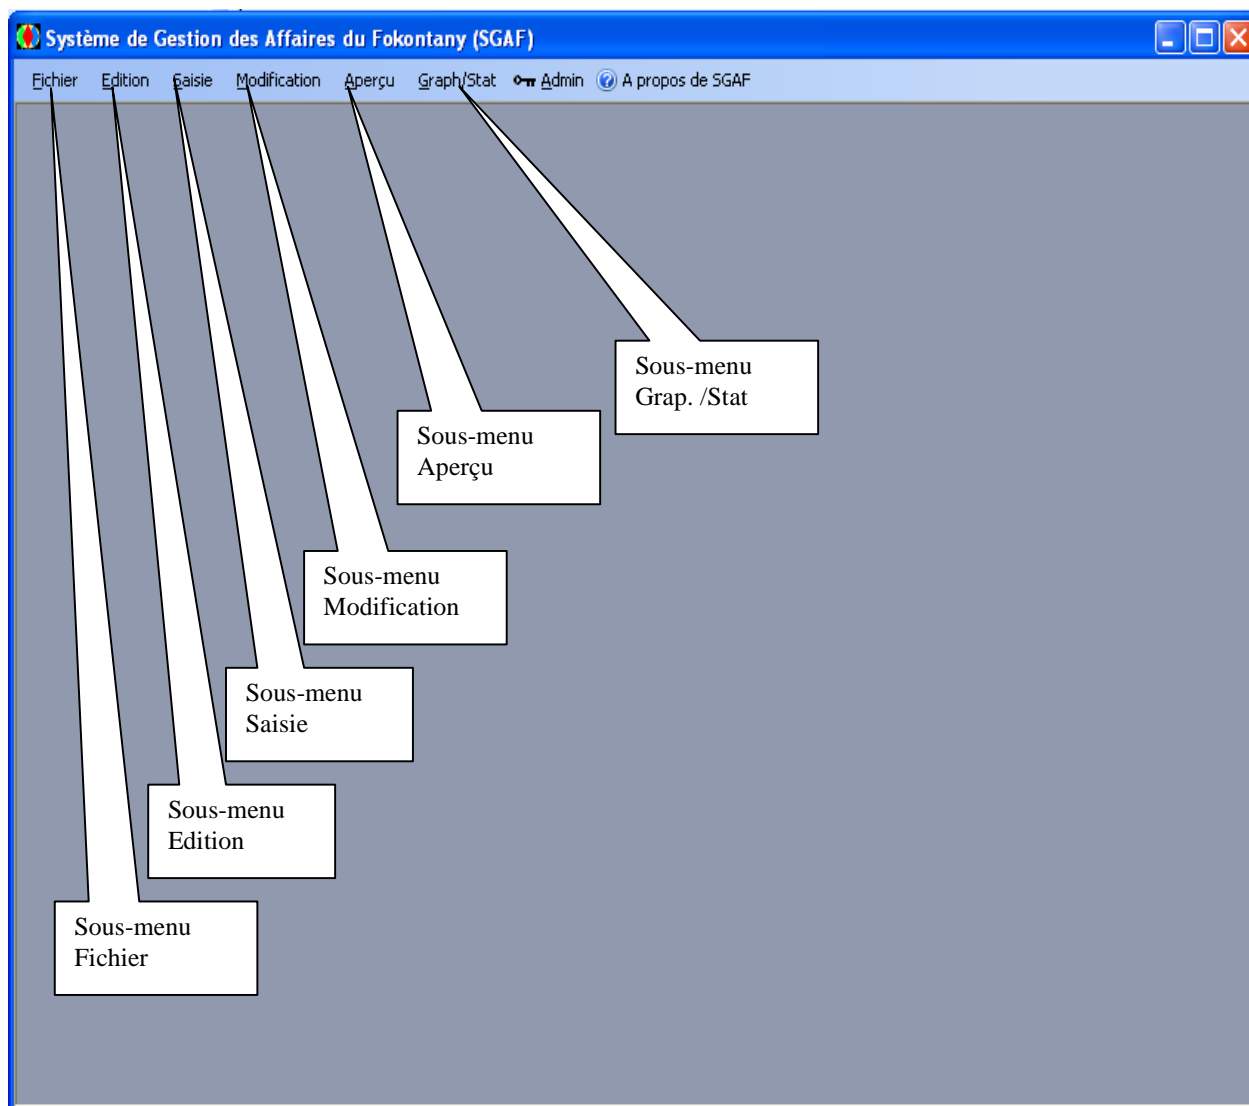 Système de Gestion des Affaires du Fokontany (SGAF)
Fichier Edition Saisie Modification Aperçu Graph/Stat Admin A propos de SGAF
Sous-menu
Grap. /Stat
Sous-menu
Aperçu
Sous-menu
Modification
Sous-menu
Saisie
Sous-menu
Edition
Sous-menu
Fichier